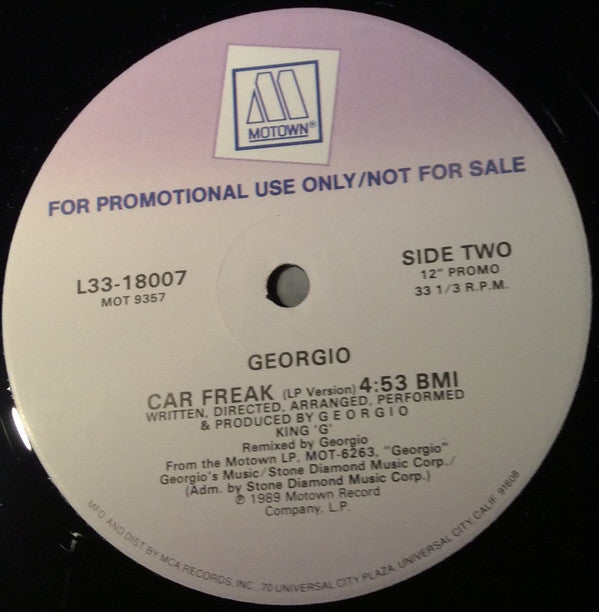 MOTOWN®
FOR PROMOTIONAL USE ONLY/NOT FOR SALE
L33-18007
MOT 9357
SIDE TWO
12" PROMO
33 1/3 R.P.M.
GEORGIO
CAR FREAK (LP Version) 4:53 BMI
WRITTEN, DIRECTED, ARRANGED, PERFORMED
& PRODUCED BY G E O R G I O
KING 'G'
Remixed by Georgio
From the Motown LP, MOT-6263, "Georgio"
Georgio's Music/Stone Diamond Music Corp./
(Adm. by Stone Diamond Music Corp.)
℗ 1989 Motown Record
Company, L.P.
MFD AND DIST BY MCA RECORDS, INC., 70 UNIVERSAL CITY PLAZA, UNIVERSAL CITY, CALIF. 91608